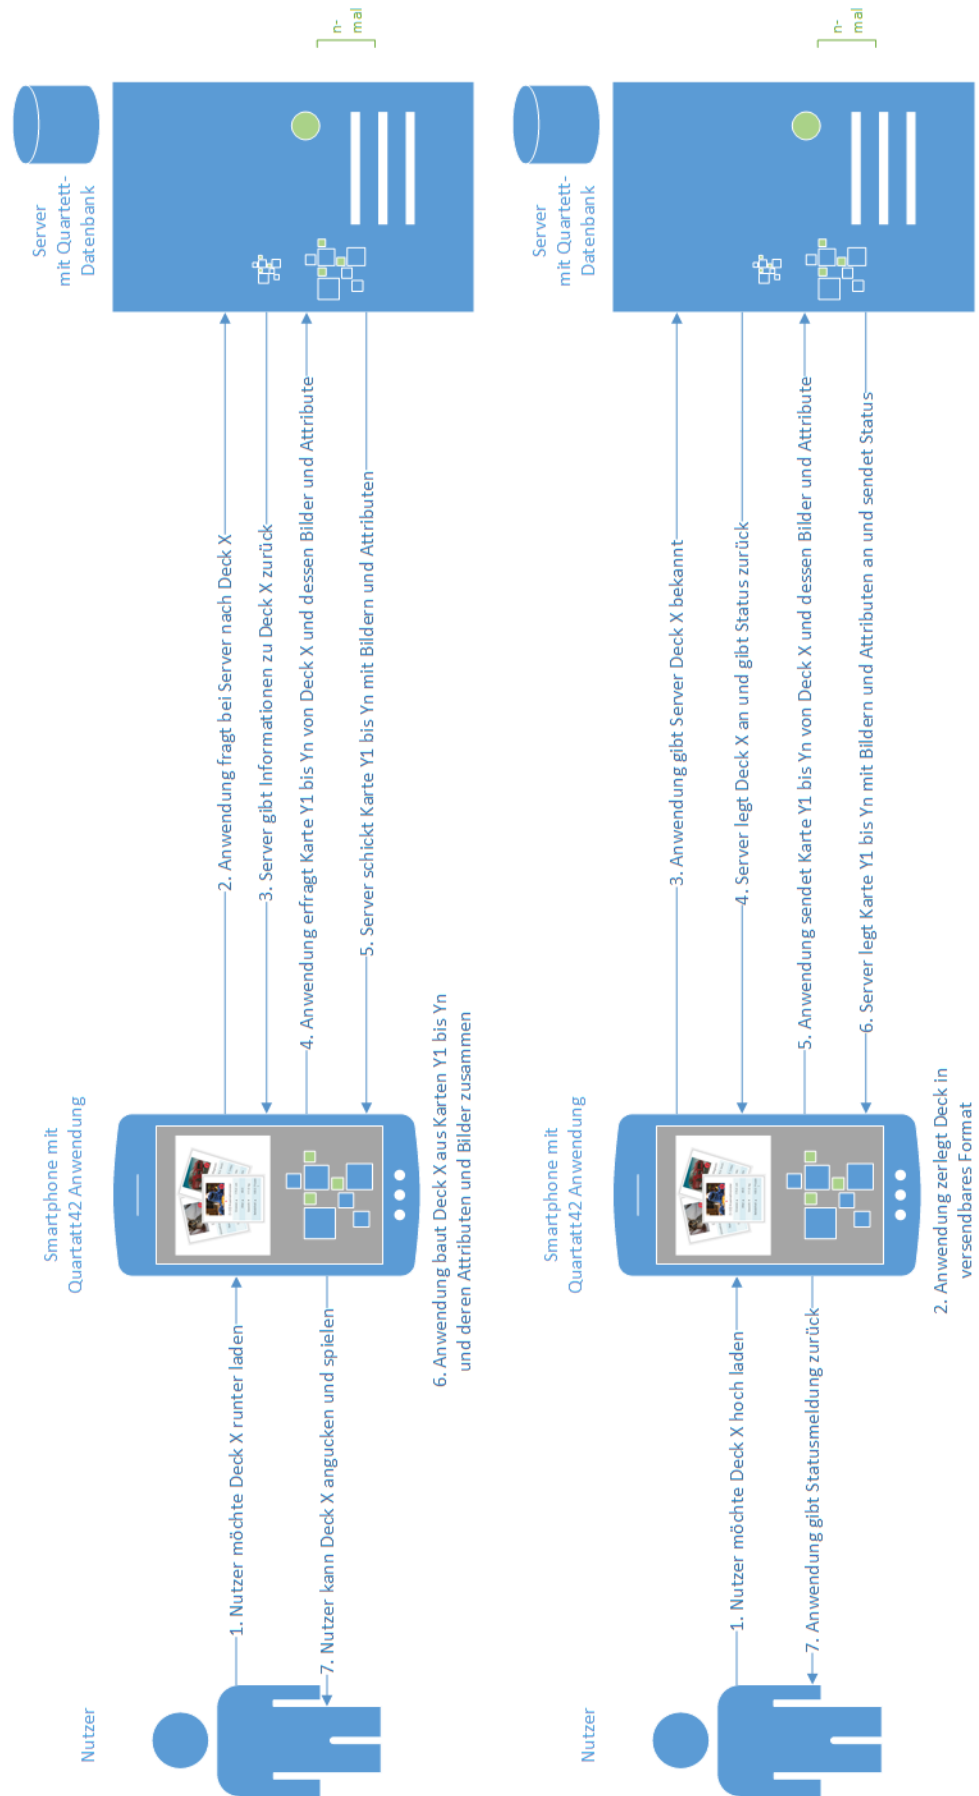 Nutzer
Smartphone mit
Quartatt42 Anwendung
Server
mit Quartett-
Datenbank
1. Nutzer möchte Deck X runter laden
2. Anwendung fragt bei Server nach Deck X
3. Server gibt Informationen zu Deck X zurück
4. Anwendung erfragt Karte Y1 bis Yn von Deck X und dessen Bilder und Attribute
n-
mal
5. Server schickt Karte Y1 bis Yn mit Bildern und Attributen
7. Nutzer kann Deck X angucken und spielen
6. Anwendung baut Deck X aus Karten Y1 bis Yn
und deren Attributen und Bilder zusammen
Nutzer
Smartphone mit
Quartatt42 Anwendung
Server
mit Quartett-
Datenbank
1. Nutzer möchte Deck X hoch laden
3. Anwendung gibt Server Deck X bekannt
4. Server legt Deck X an und gibt Status zurück
5. Anwendung sendet Karte Y1 bis Yn von Deck X und dessen Bilder und Attribute
n-
mal
6. Server legt Karte Y1 bis Yn mit Bildern und Attributen an und sendet Status
7. Anwendung gibt Statusmeldung zurück
2. Anwendung zerlegt Deck in
versendbares Format